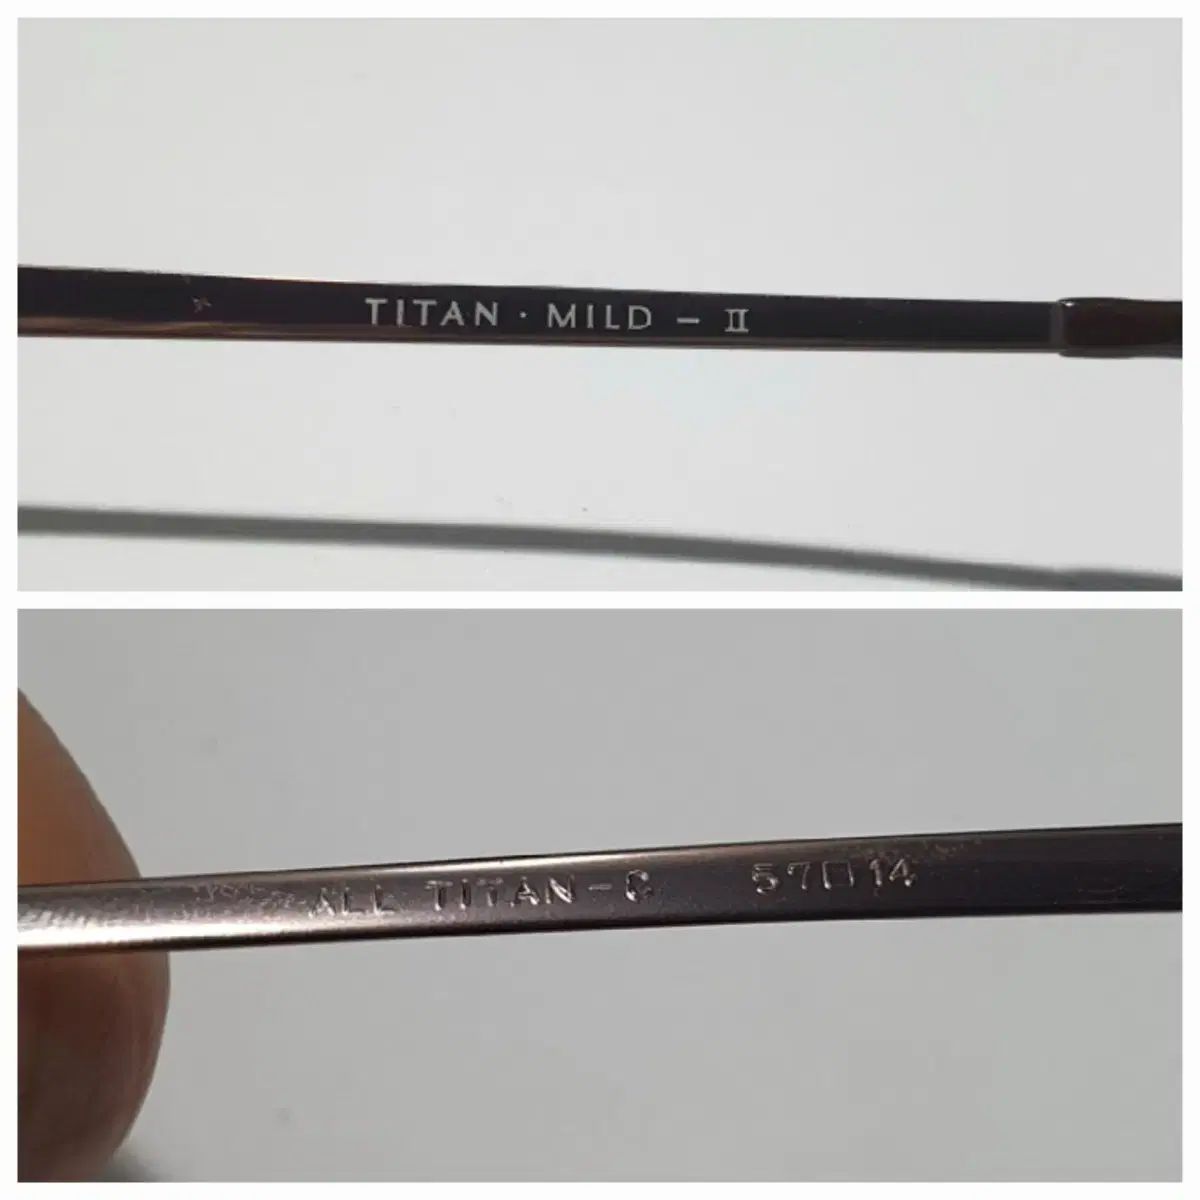 TITAN · MILD – II
ALL TITAN-C 57□14